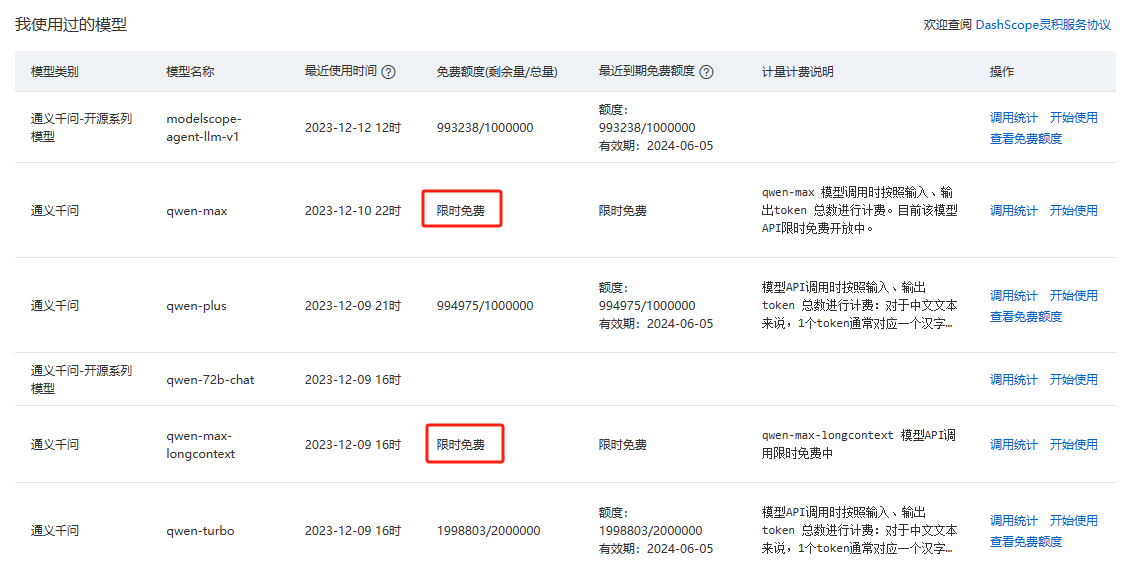 我使用过的模型
欢迎查阅 DashScope灵积服务协议
模型类别 模型名称 最近使用时间 免费额度(剩余量/总量) 最近到期免费额度 计量计费说明 操作
通义千问-开源系列
模型
modelscope-
agent-llm-v1
2023-12-12 12时
993238/1000000
额度：
993238/1000000
有效期：2024-06-05
调用统计 开始使用
查看免费额度
通义千问
qwen-max
2023-12-10 22时
限时免费
限时免费
qwen-max 模型调用时按照输入、输
出token 总数进行计费。目前该模型
API限时免费开放中。
调用统计 开始使用
通义千问
qwen-plus
2023-12-09 21时
994975/1000000
额度：
994975/1000000
有效期：2024-06-05
模型API调用时按照输入、输出
token 总数进行计费：对于中文文本
来说，1个token通常对应一个汉字…
调用统计 开始使用
查看免费额度
通义千问-开源系列
模型
qwen-72b-chat
2023-12-09 16时
调用统计 开始使用
通义千问
qwen-max-
longcontext
2023-12-09 16时
限时免费
限时免费
qwen-max-longcontext 模型API调
用限时免费中
调用统计 开始使用
通义千问
qwen-turbo
2023-12-09 16时
1998803/2000000
额度：
1998803/2000000
有效期：2024-06-05
模型API调用时按照输入、输出
token 总数进行计费：对于中文文本
来说，1个token通常对应一个汉字…
调用统计 开始使用
查看免费额度